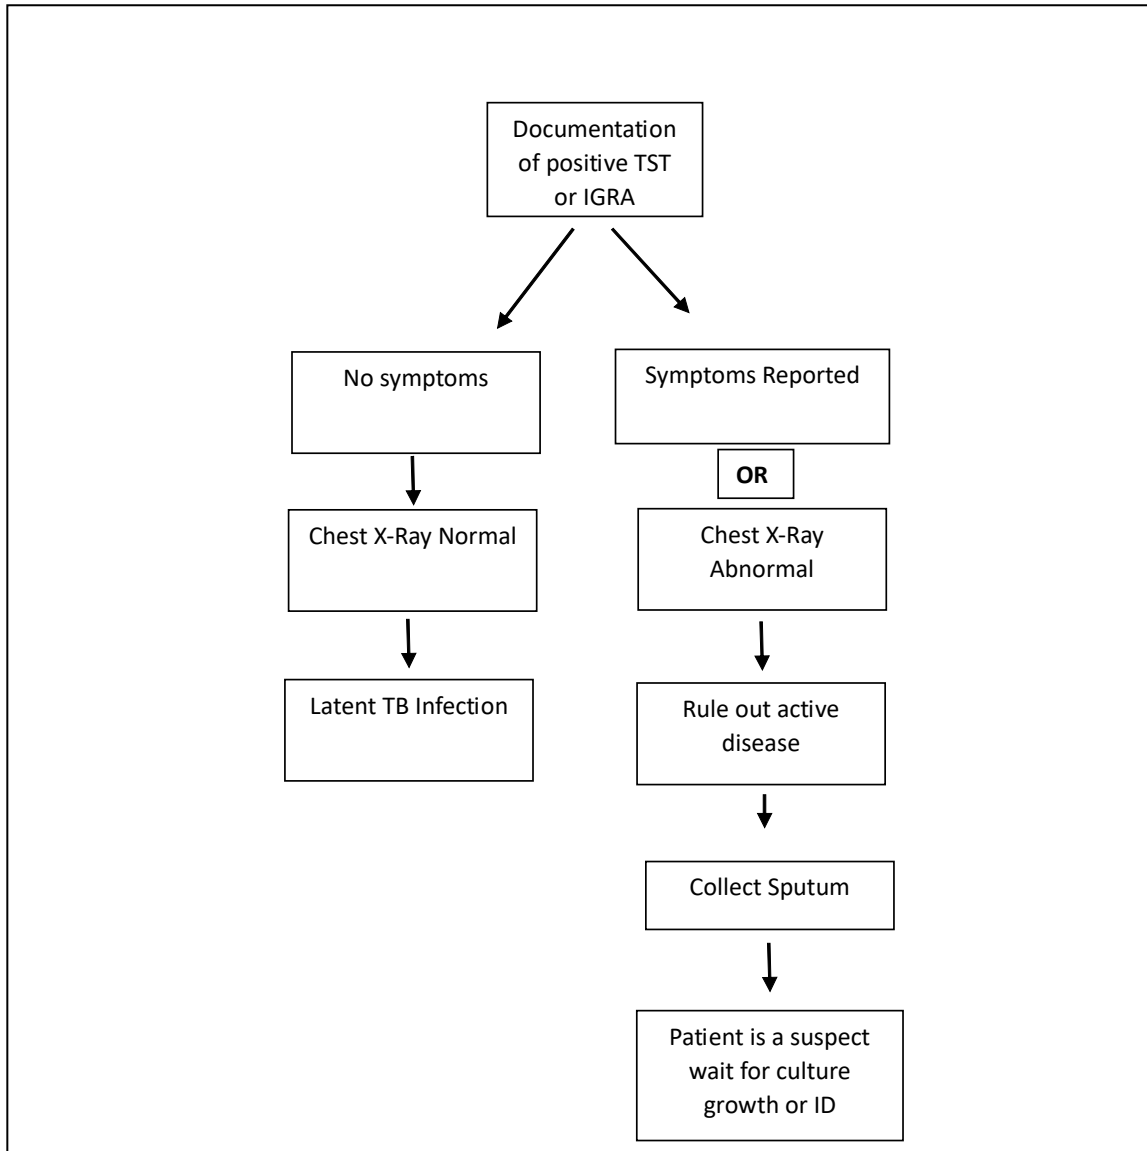 Documentation
of positive TST
or IGRA
No symptoms
Symptoms Reported
OR
Chest X-Ray Normal
Chest X-Ray
Abnormal
Latent TB Infection
Rule out active
disease
Collect Sputum
Patient is a suspect
wait for culture
growth or ID